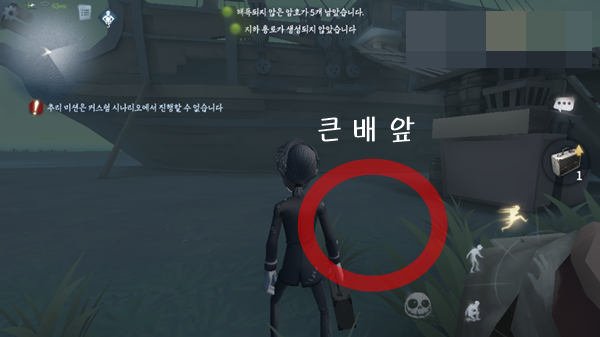 63ms
해독되지 않은 암호가 5개 남았습니다.
지하 통로가 생성되지 않았습니다
추리 미션은 커스텀 시나리오에서 진행할 수 없습니다
큰 배 앞
1